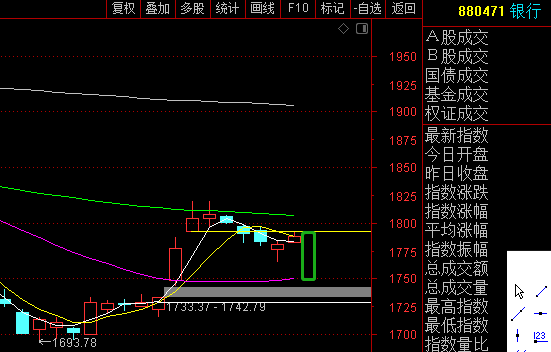 复权 叠加 多股 统计 画线 F10 标记 -自选 返回
880471 银行
A股成交
B股成交
国债成交
基金成交
权证成交
最新指数
今日开盘
昨日收盘
指数涨跌
指数涨幅
平均涨幅
指数振幅
总成交额
总成交量
最高指数
最低指数
指数量比
1950
1925
1900
1875
1850
1825
1800
1775
1750
1725
1700
1733.37 - 1742.79
←1693.78
123